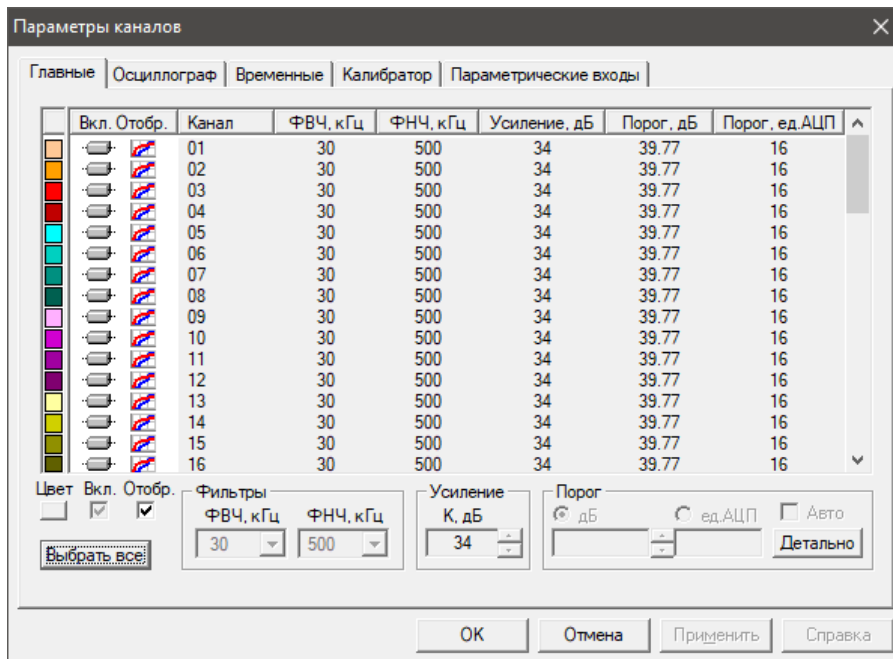 Параметры каналов
Главные Осциллограф Временные Калибратор Параметрические входы
Вкл. Отобр. Канал ФВЧ, кГц ФНЧ, кГц Усиление, дБ Порог, дБ Порог, ед.АЦП
01 30 500 34 39.77 16
02 30 500 34 39.77 16
03 30 500 34 39.77 16
04 30 500 34 39.77 16
05 30 500 34 39.77 16
06 30 500 34 39.77 16
07 30 500 34 39.77 16
08 30 500 34 39.77 16
09 30 500 34 39.77 16
10 30 500 34 39.77 16
11 30 500 34 39.77 16
12 30 500 34 39.77 16
13 30 500 34 39.77 16
14 30 500 34 39.77 16
15 30 500 34 39.77 16
16 30 500 34 39.77 16
Цвет Вкл. Отобр. Фильтры Усиление Порог
ФВЧ, кГц ФНЧ, кГц К, дБ дБ ед.АЦП Авто
30 500 34 Детально
Выбрать все
OK Отмена Применить Справка